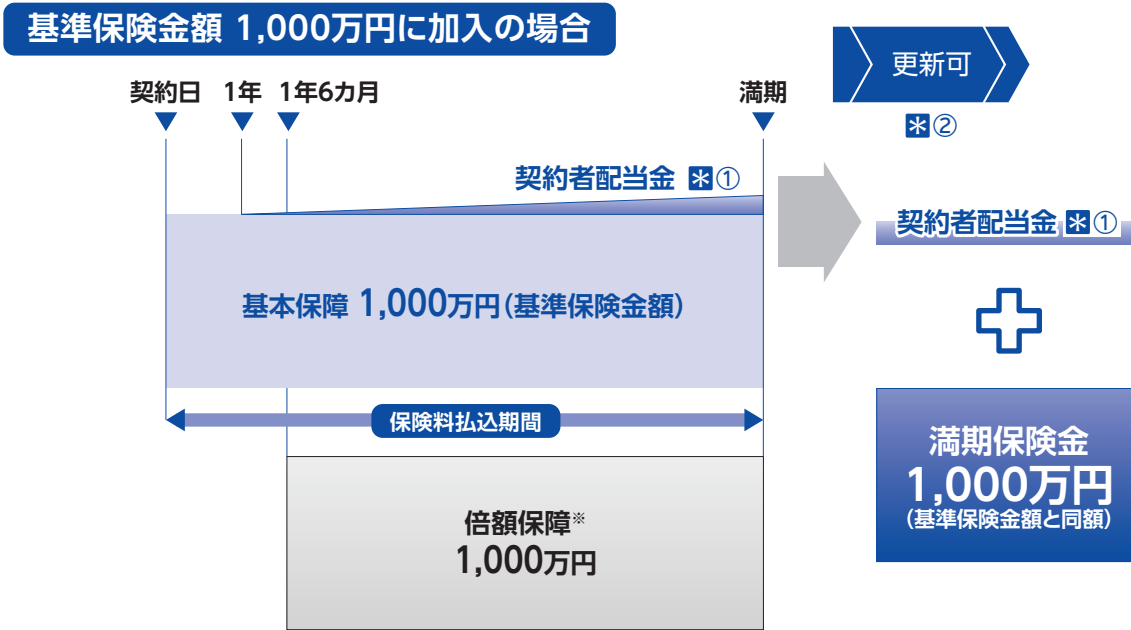 基準保険金額 1,000万円に加入の場合
更新可
*②
契約日 1年 1年6カ月 満期
契約者配当金 *①
契約者配当金 *①
基本保障 1,000万円(基準保険金額)
保険料払込期間
満期保険金
1,000万円
(基準保険金額と同額)
倍額保障※
1,000万円